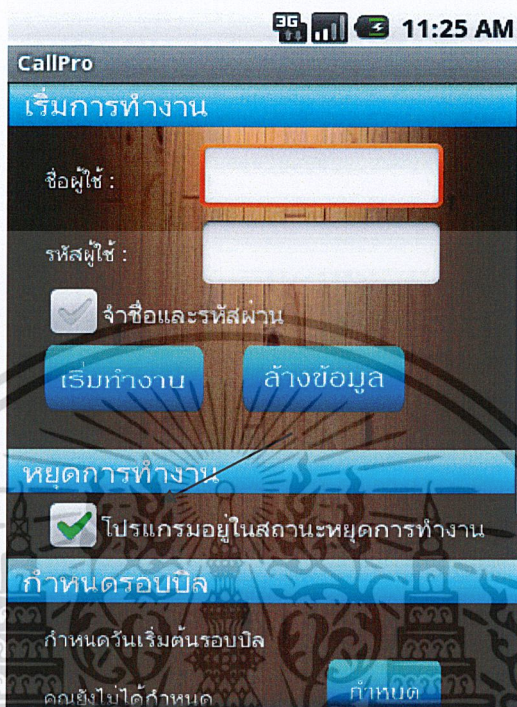 3G 11:25 AM
CallPro
เริ่มการทำงาน
ชื่อผู้ใช้ :
รหัสผู้ใช้ :
จำชื่อและรหัสผ่าน
เริ่มทำงาน ล้างข้อมูล
หยุดการทำงาน
โปรแกรมอยู่ในสถานะหยุดการทำงาน
กำหนดรอบบิล
กำหนดวันเริ่มต้นรอบบิล
คุณยังไม่ได้กำหนด กำหนด